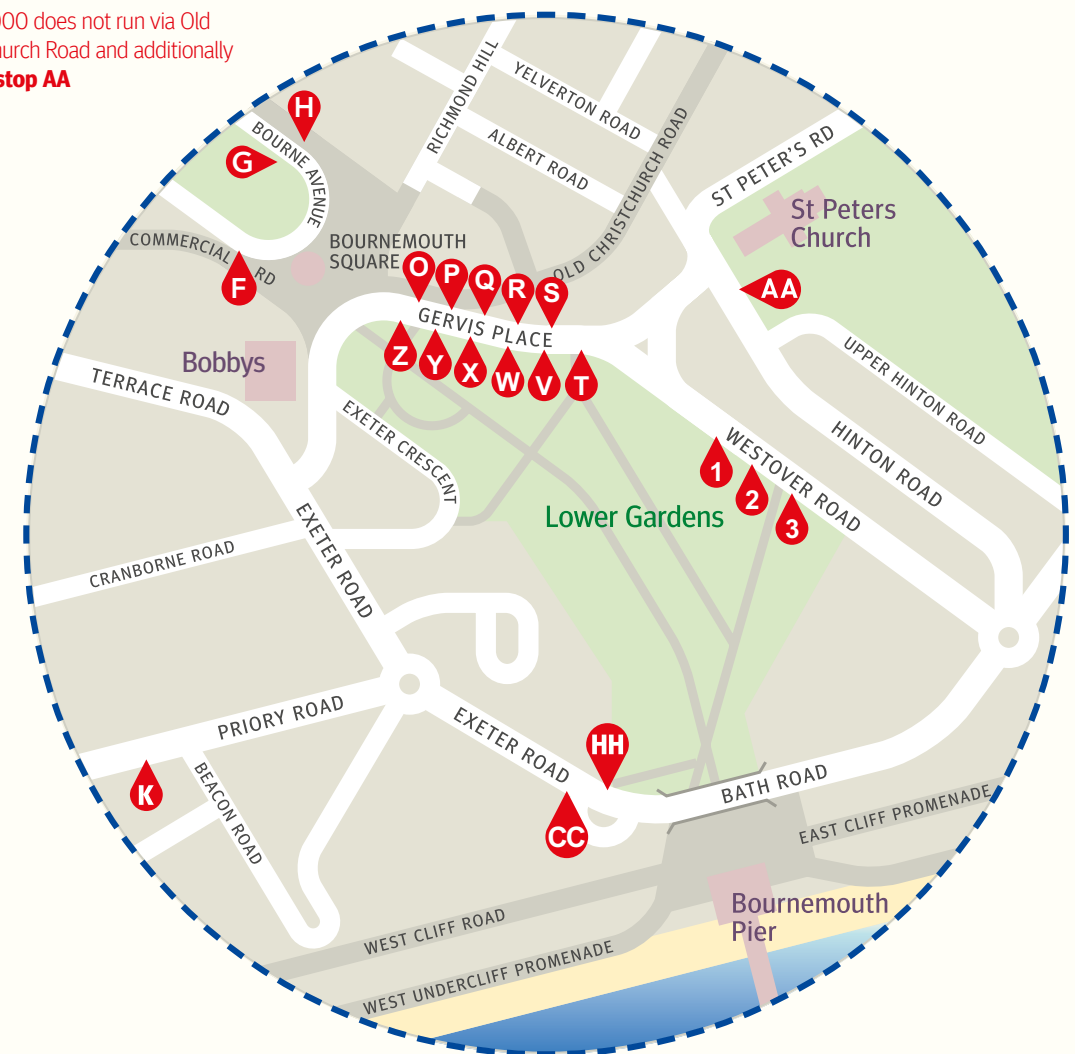 does not run via Old
Road and additionally
stop AA
H
G
BOURNE AVENUE
RICHMOND HILL
YELVERTON ROAD
ALBERT ROAD
OLD CHRISTCHURCH ROAD
ST PETER'S RD
St Peters
Church
COMMERCIAL RD
F
BOURNEMOUTH
SQUARE
O
P
Q
R
S
AA
GERVIS PLACE
Z
Y
X
W
V
T
Bobbys
TERRACE ROAD
EXETER CRESCENT
UPPER HINTON ROAD
HINTON ROAD
WESTOVER ROAD
1
2
3
Lower Gardens
EXETER ROAD
CRANBORNE ROAD
PRIORY ROAD
EXETER ROAD
HH
K
BEACON ROAD
CC
BATH ROAD
EAST CLIFF PROMENADE
Bournemouth
Pier
WEST CLIFF ROAD
WEST UNDERCLIFF PROMENADE